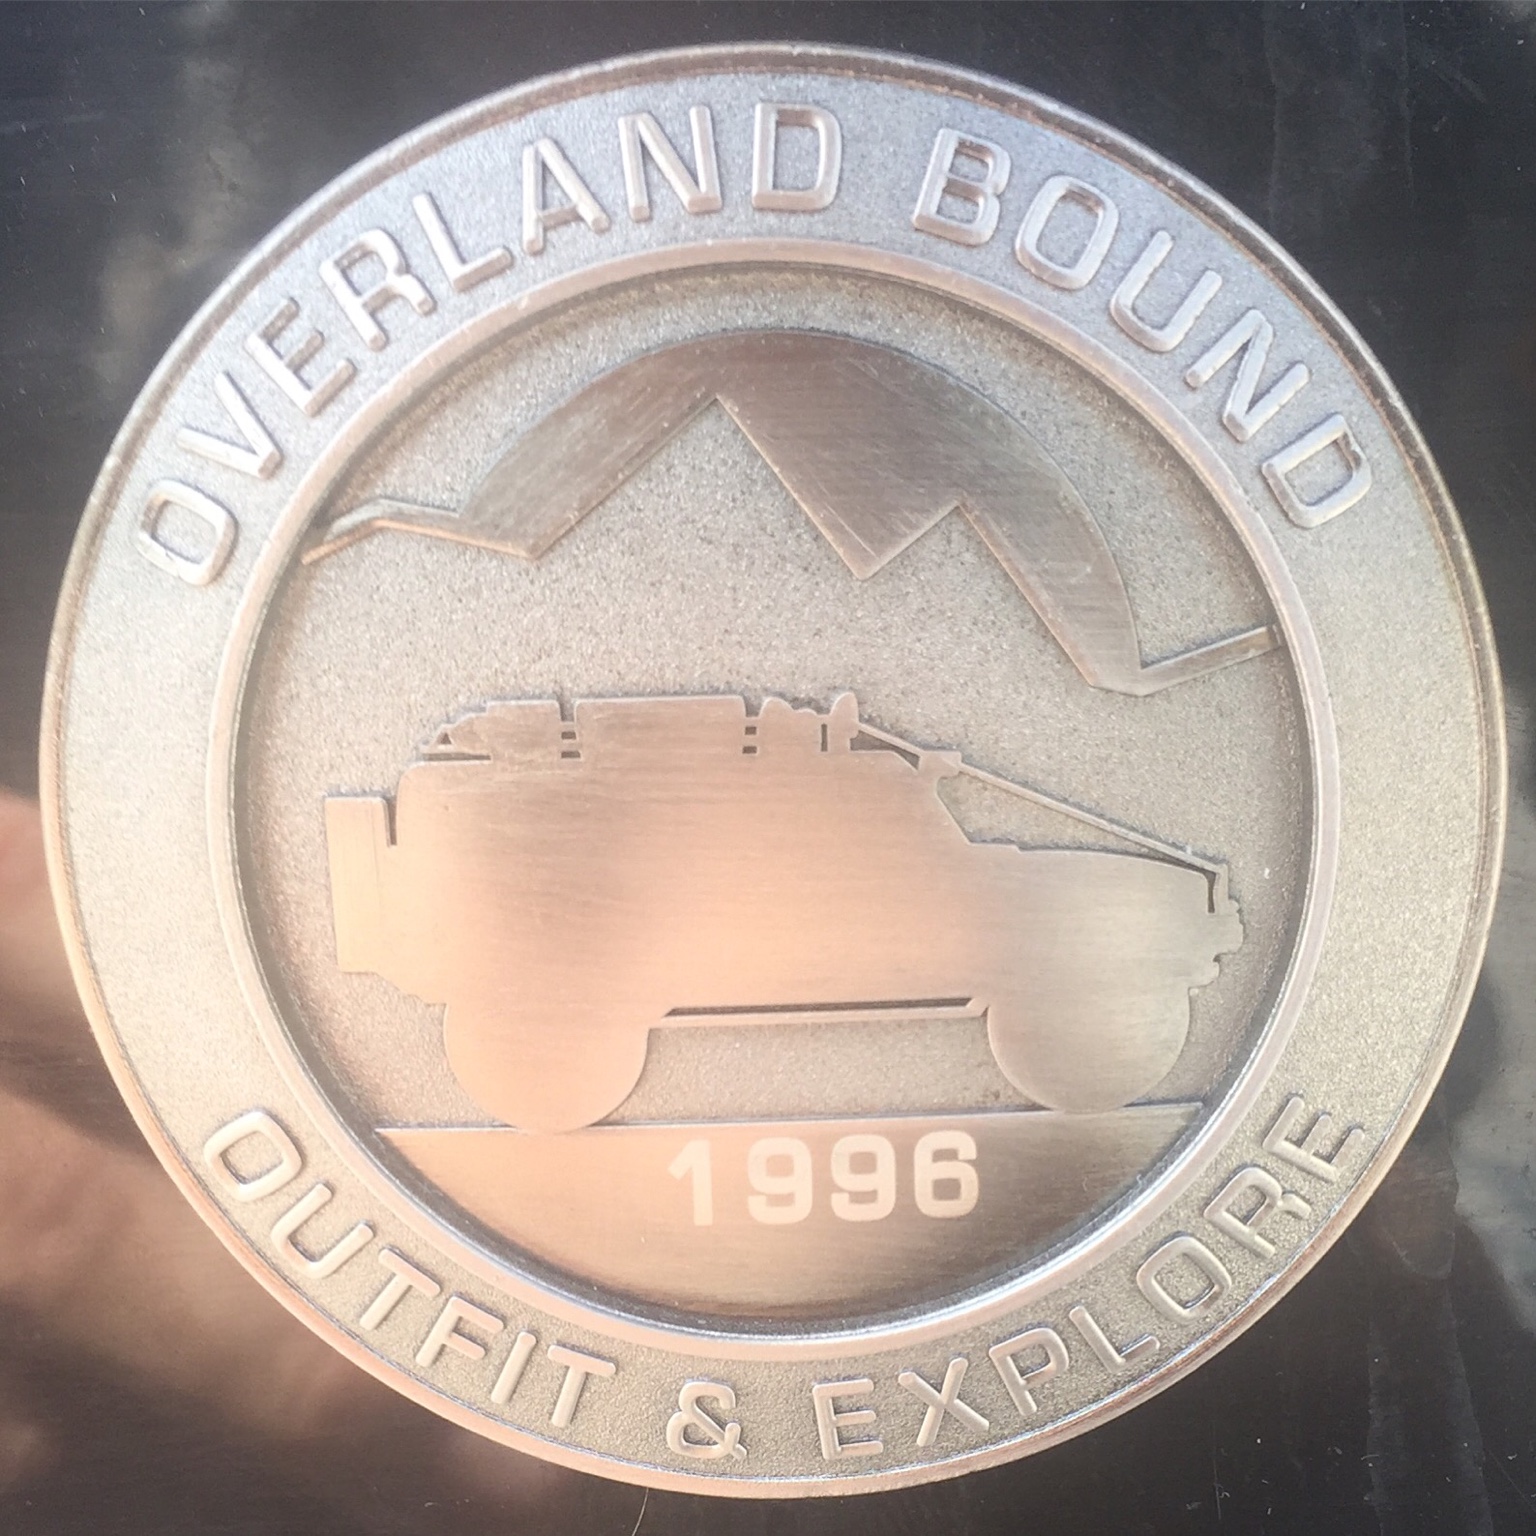 OVERLAND BOUND
1996
OUTFIT & EXPLORE